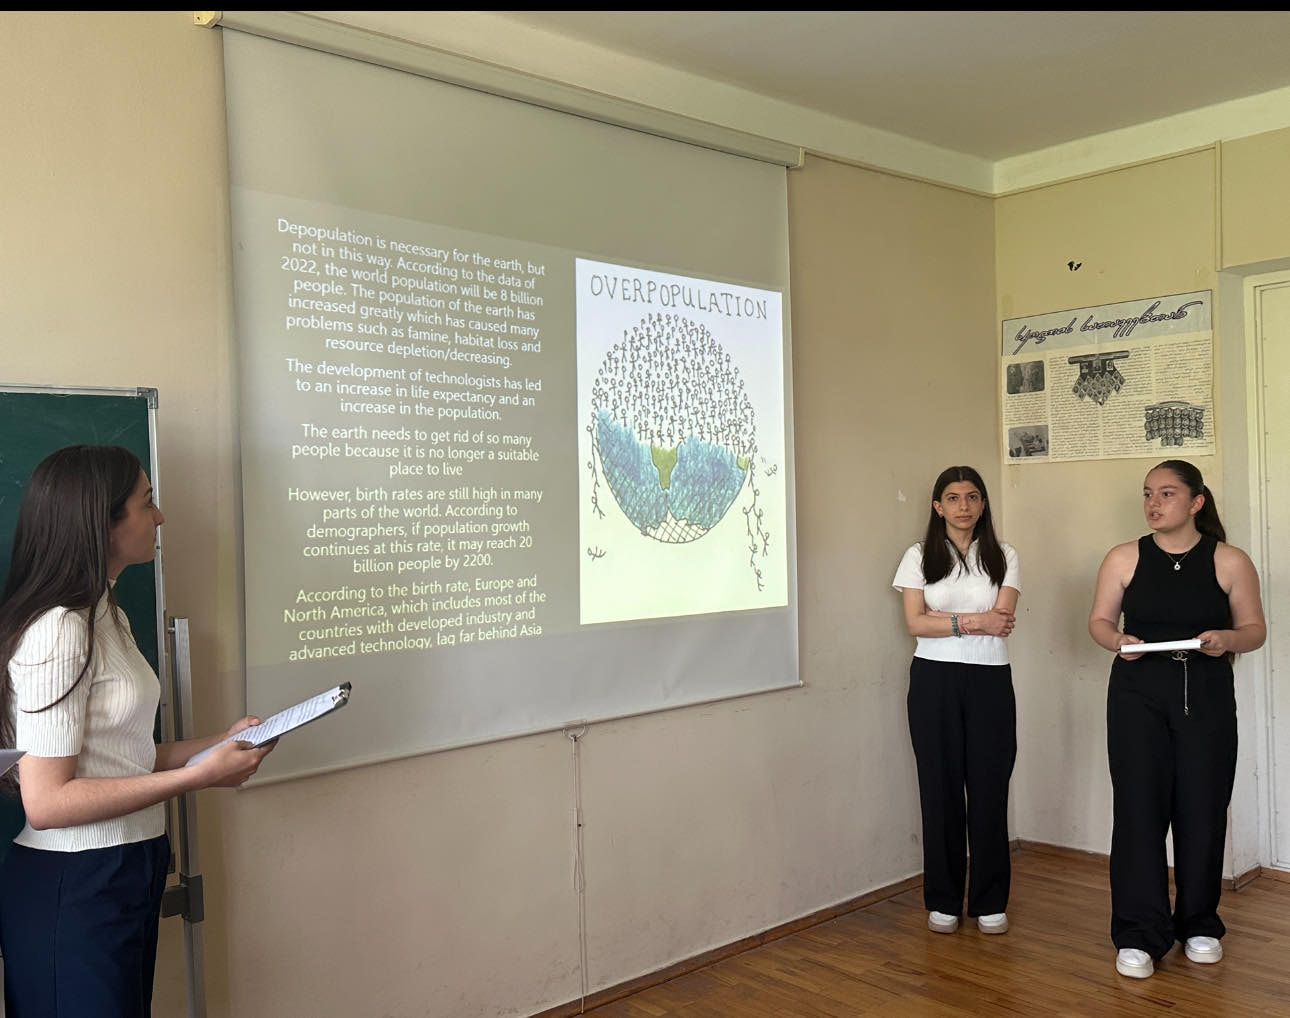 Depopulation is necessary for the earth, but
not in this way. According to the data of
2022, the world population will be 8 billion
people. The population of the earth has
increased greatly which has caused many
problems such as famine, habitat loss and
resource depletion/decreasing.
The development of technologists has led
to an increase in life expectancy and an
increase in the population.
The earth needs to get rid of so many
people because it is no longer a suitable
place to live
However, birth rates are still high in many
parts of the world. According to
demographers, if population growth
continues at this rate, it may reach 20
billion people by 2200.
According to the birth rate, Europe and
North America, which includes most of the
countries with developed industry and
advanced technology, lag far behind Asia
OVERPOPULATION